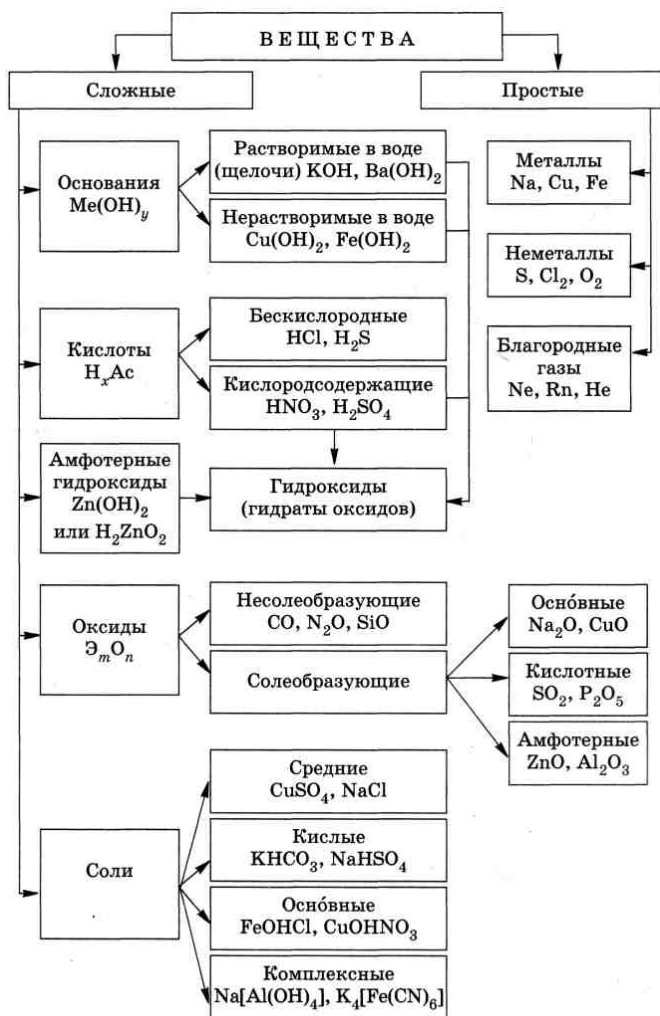 ВЕЩЕСТВА
Сложные
Простые
Основания
Me(OH)y
Растворимые в воде
(щелочи) KOH, Ba(OH)2
Нерастворимые в воде
Cu(OH)2, Fe(OH)2
Металлы
Na, Cu, Fe
Неметаллы
S, Cl2, O2
Благородные
газы
Ne, Rn, He
Кислоты
HxAc
Бескислородные
HCl, H2S
Кислородсодержащие
HNO3, H2SO4
Амфотерные
гидроксиды
Zn(OH)2
или H2ZnO2
Гидроксиды
(гидраты оксидов)
Оксиды
ЭmOn
Несолеобразующие
CO, N2O, SiO
Солеобразующие
Осно́вные
Na2O, CuO
Кислотные
SO2, P2O5
Амфотерные
ZnO, Al2O3
Соли
Средние
CuSO4, NaCl
Кислые
KHCO3, NaHSO4
Осно́вные
FeOHCl, CuOHNO3
Комплексные
Na[Al(OH)4], K4[Fe(CN)6]